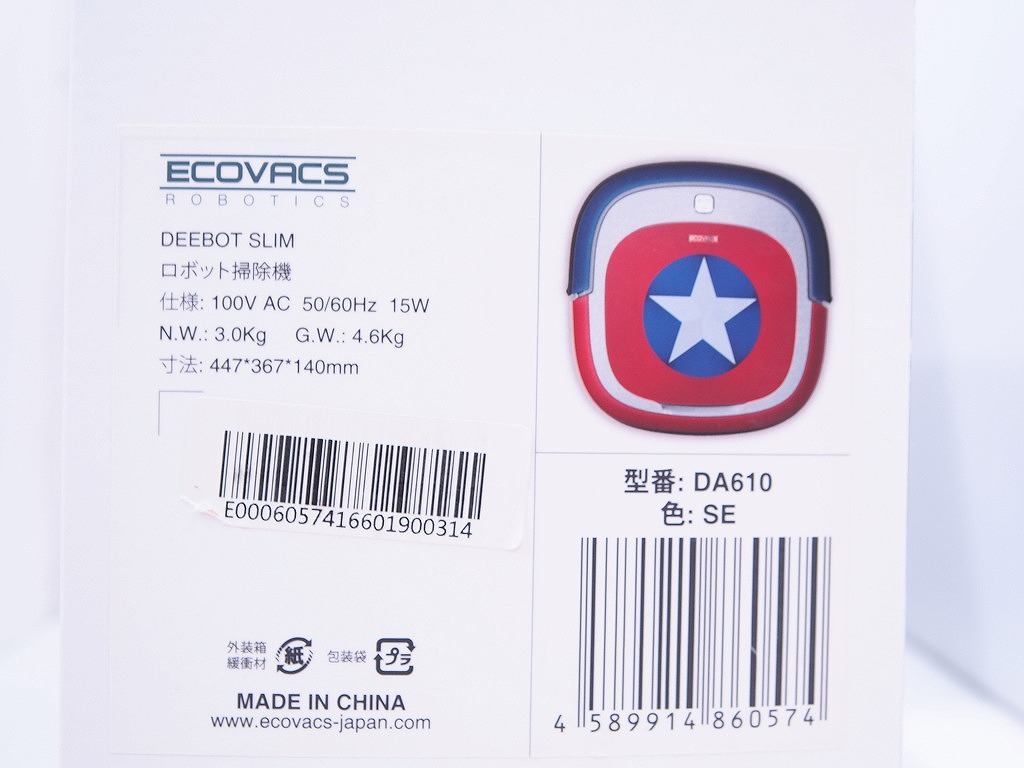 ECOVACS
ROBOTICS
DEEBOT SLIM
ロボット掃除機
仕様: 100V AC 50/60Hz 15W
N.W.: 3.0Kg G.W.: 4.6Kg
寸法: 447*367*140mm
E0006057416601900314
外装箱
緩衝材
紙
包装袋
プラ
MADE IN CHINA
www.ecovacs-japan.com
ECOVACS
型番: DA610
色: SE
4 589914 860574